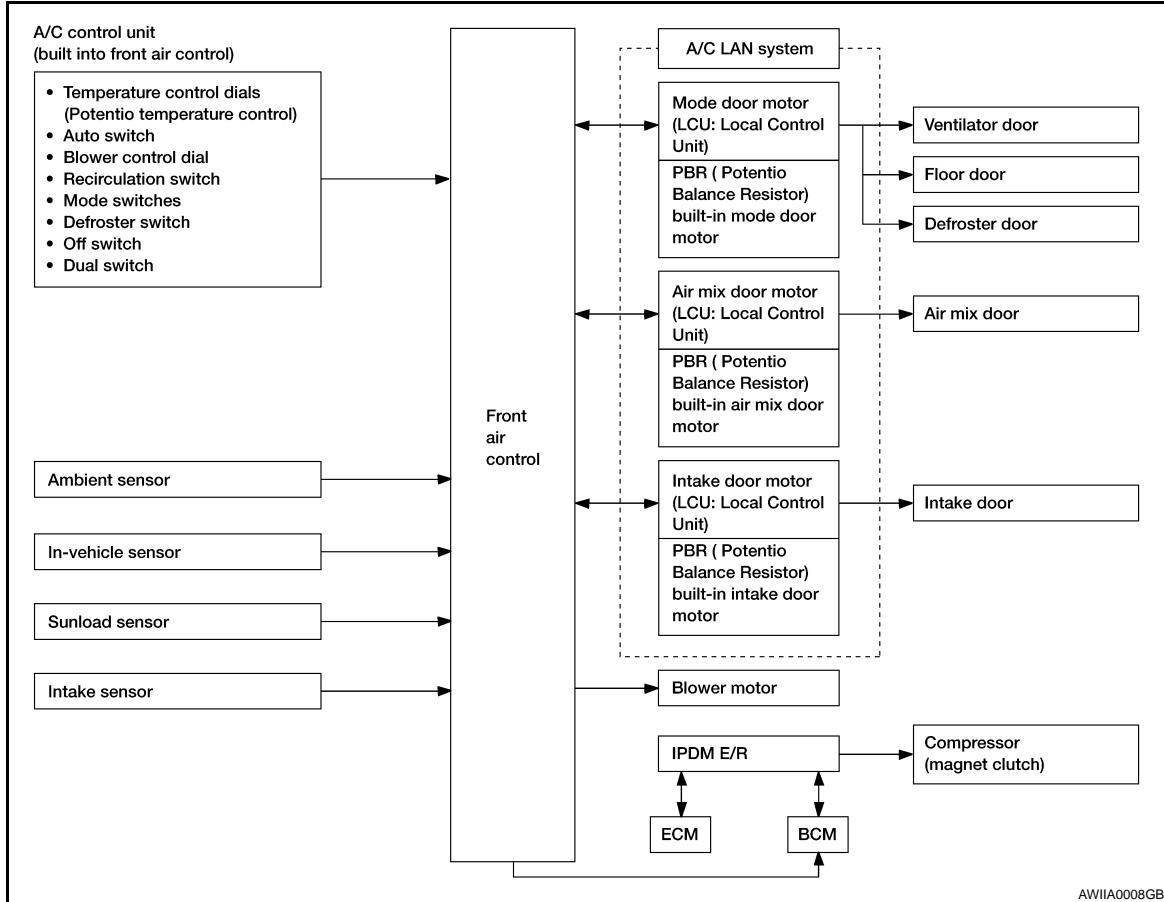 A/C control unit
(built into front air control)
• Temperature control dials
(Potentio temperature control)
• Auto switch
• Blower control dial
• Recirculation switch
• Mode switches
• Defroster switch
• Off switch
• Dual switch
Ambient sensor
In-vehicle sensor
Sunload sensor
Intake sensor
Front
air
control
A/C LAN system
Mode door motor
(LCU: Local Control
Unit)
PBR ( Potentio
Balance Resistor)
built-in mode door
motor
Air mix door motor
(LCU: Local Control
Unit)
PBR ( Potentio
Balance Resistor)
built-in air mix door
motor
Intake door motor
(LCU: Local Control
Unit)
PBR ( Potentio
Balance Resistor)
built-in intake door
motor
Blower motor
IPDM E/R
ECM
BCM
Ventilator door
Floor door
Defroster door
Air mix door
Intake door
Compressor
(magnet clutch)
AWIIA0008GB